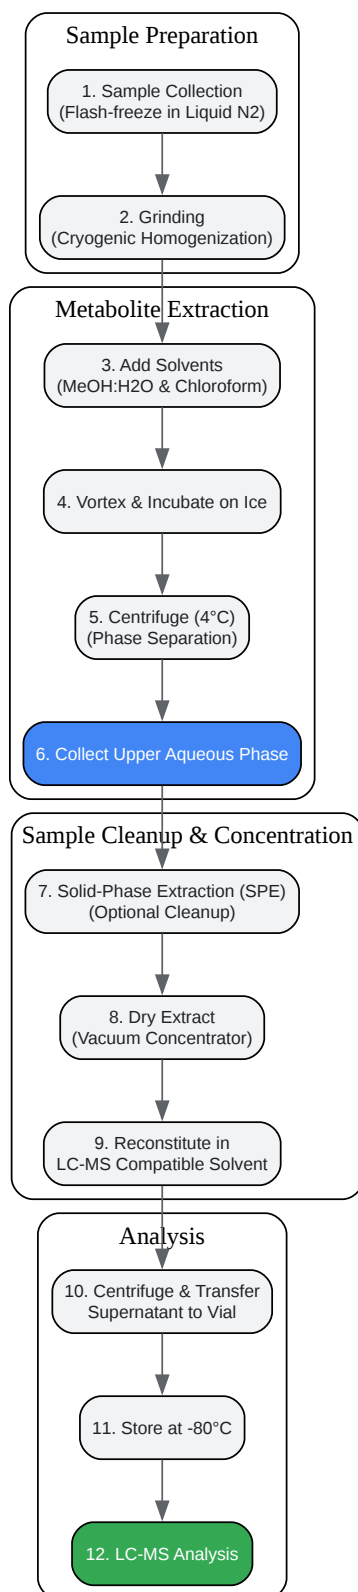 Sample Preparation
1. Sample Collection
(Flash-freeze in Liquid N2)
2. Grinding
(Cryogenic Homogenization)
Metabolite Extraction
3. Add Solvents
(MeOH:H2O & Chloroform)
4. Vortex & Incubate on Ice
5. Centrifuge (4°C)
(Phase Separation)
6. Collect Upper Aqueous Phase
Sample Cleanup & Concentration
7. Solid-Phase Extraction (SPE)
(Optional Cleanup)
8. Dry Extract
(Vacuum Concentrator)
9. Reconstitute in
LC-MS Compatible Solvent
Analysis
10. Centrifuge & Transfer
Supernatant to Vial
11. Store at -80°C
12. LC-MS Analysis